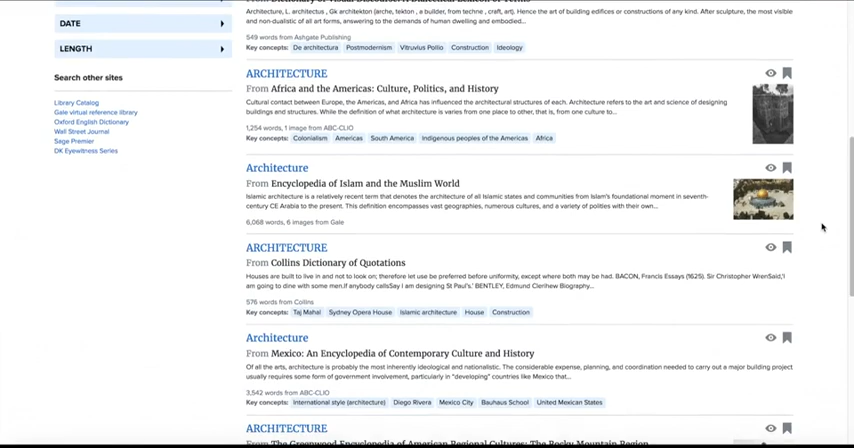 DATE
LENGTH
Search other sites
Library Catalog
Gale virtual reference library
Oxford English Dictionary
Wall Street Journal
Sage Premier
DK Eyewitness Series
Architecture, L. architectus , Gk architekton (arche, tekton , a builder, from techne , craft, art). Hence the art of building edifices or constructions of any kind. After sculpture, the most visible
and non-dualistic of all art forms, answering to the demands of human dwelling and embodied...
549 words from Ashgate Publishing
Key concepts: De architectura Postmodernism Vitruvius Pollio Construction Ideology
ARCHITECTURE
From Africa and the Americas: Culture, Politics, and History
Cultural contact between Europe, the Americas, and Africa has influenced the architectural structures of each. Architecture refers to the art and science of designing
buildings and structures. While the definition of what architecture is varies from one place to other, that is, from one culture to...
1,254 words, 1 image from ABC-CLIO
Key concepts: Colonialism Americas South America Indigenous peoples of the Americas Africa
Architecture
From Encyclopedia of Islam and the Muslim World
Islamic architecture is a relatively recent term that denotes the architecture of all Islamic states and communities from Islam's foundational moment in seventh-
century CE Arabia to the present. This definition encompasses vast geographies, numerous cultures, and a variety of polities with their own...
6,068 words, 6 images from Gale
ARCHITECTURE
From Collins Dictionary of Quotations
Houses are built to live in and not to look on; therefore let use be preferred before uniformity, except where both may be had. BACON, Francis Essays (1625). Sir Christopher WrenSaid,'I
am going to dine with some men.If anybody callsSay I am designing St Paul's.' BENTLEY, Edmund Clerihew Biography...
576 words from Collins
Key concepts: Taj Mahal Sydney Opera House Islamic architecture House Construction
Architecture
From Mexico: An Encyclopedia of Contemporary Culture and History
Of all the arts, architecture is probably the most inherently ideological and nationalistic. The considerable expense, planning, and coordination needed to carry out a major building project
usually requires some form of government involvement, particularly in "developing" countries like Mexico that...
3,542 words from ABC-CLIO
Key concepts: International style (architecture) Diego Rivera Mexico City Bauhaus School United Mexican States
ARCHITECTURE
From The Greenwood Encyclopedia of American Regional Cultures: The Rocky Mountain Region